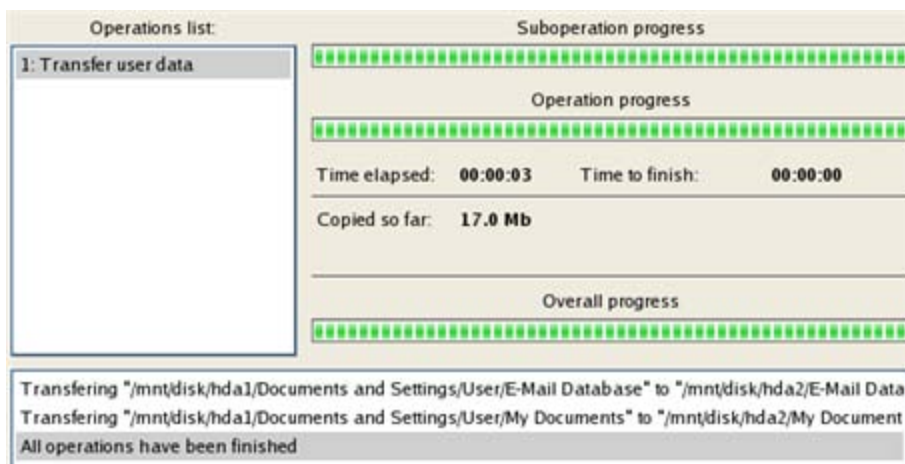 Operations list:
1: Transfer user data
Suboperation progress
Operation progress
Time elapsed: 00:00:03 Time to finish: 00:00:00
Copied so far: 17.0 Mb
Overall progress
Transfering "/mnt/disk/hda1/Documents and Settings/User/E-Mail Database" to "/mnt/disk/hda2/E-Mail Data
Transfering "/mnt/disk/hda1/Documents and Settings/User/My Documents" to "/mnt/disk/hda2/My Document
All operations have been finished